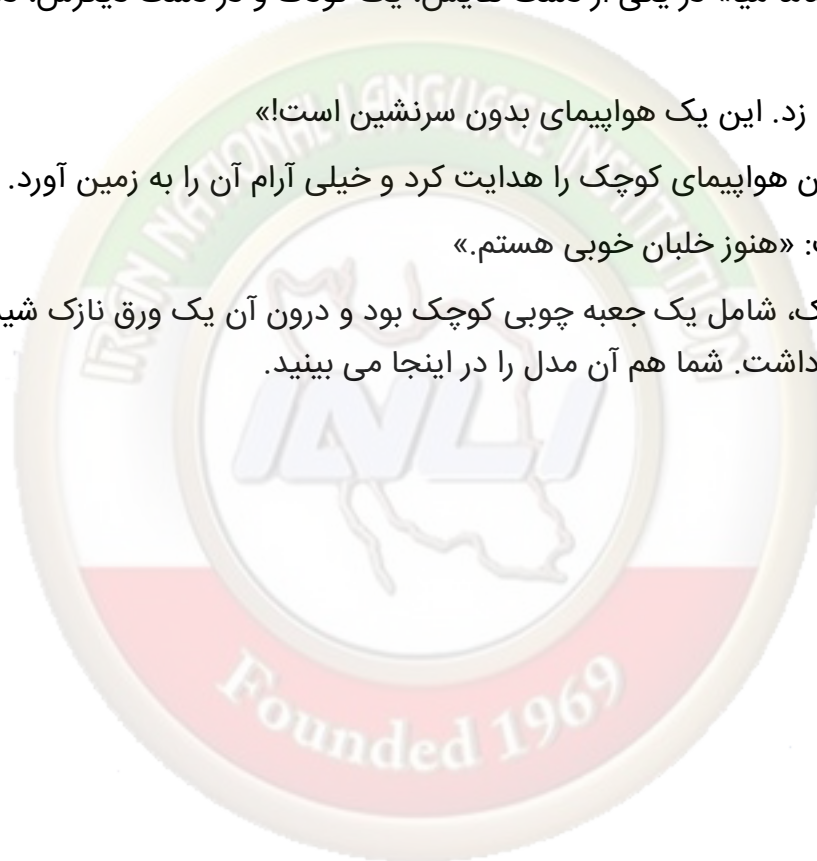 در یکی از دست هایش، یک کودک و در دست دیگرش،
زد. این یک هواپیمای بدون سرنشین است!»
هواپیمای کوچک را هدایت کرد و خیلی آرام آن را به زمین آورد.
«هنوز خلبان خوبی هستم.»
شامل یک جعبه چوبی کوچک بود و درون آن یک ورق نازک
داشت. شما هم آن مدل را در اینجا می بینید.
IRAN NATIONAL LANGUAGE INSTITUTION
INLI
Founded 1969